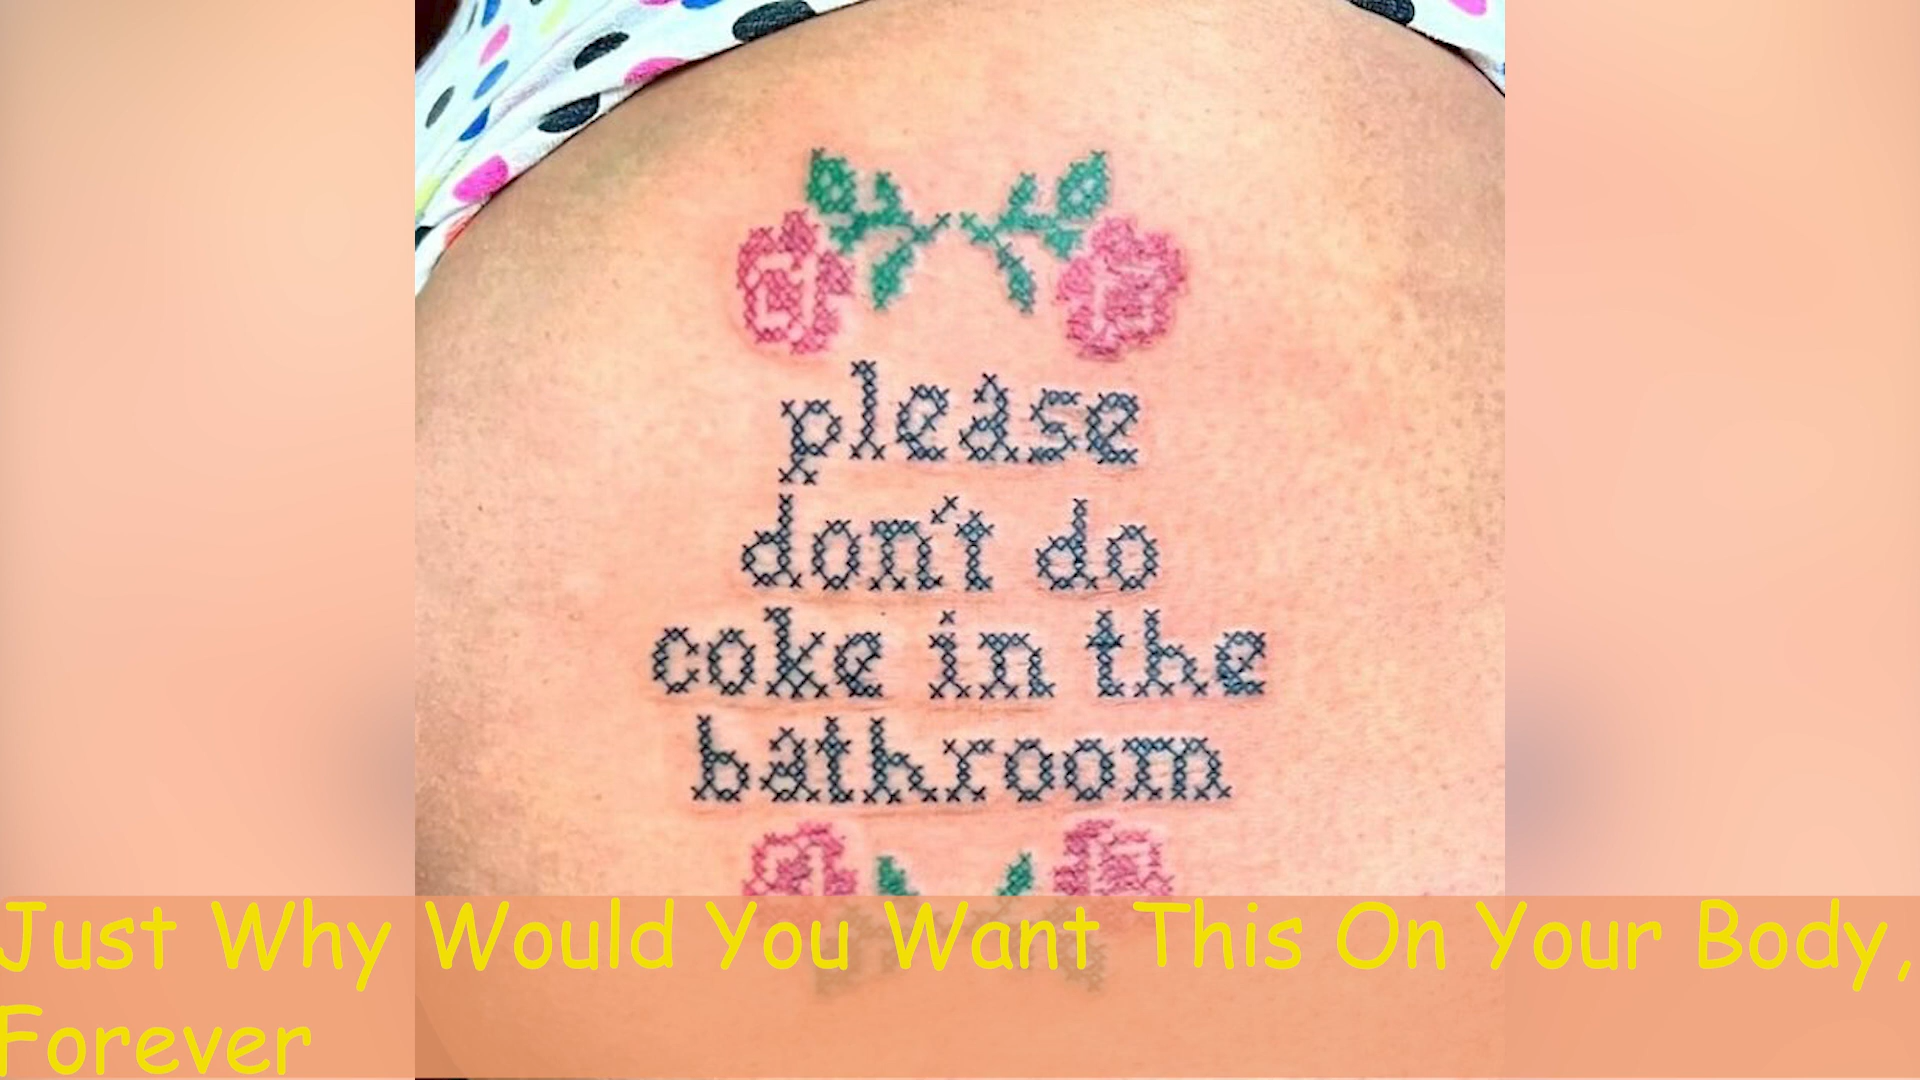 please
don't do
coke in the
bathroom
Just Why Would You Want This On Your Body,
Forever